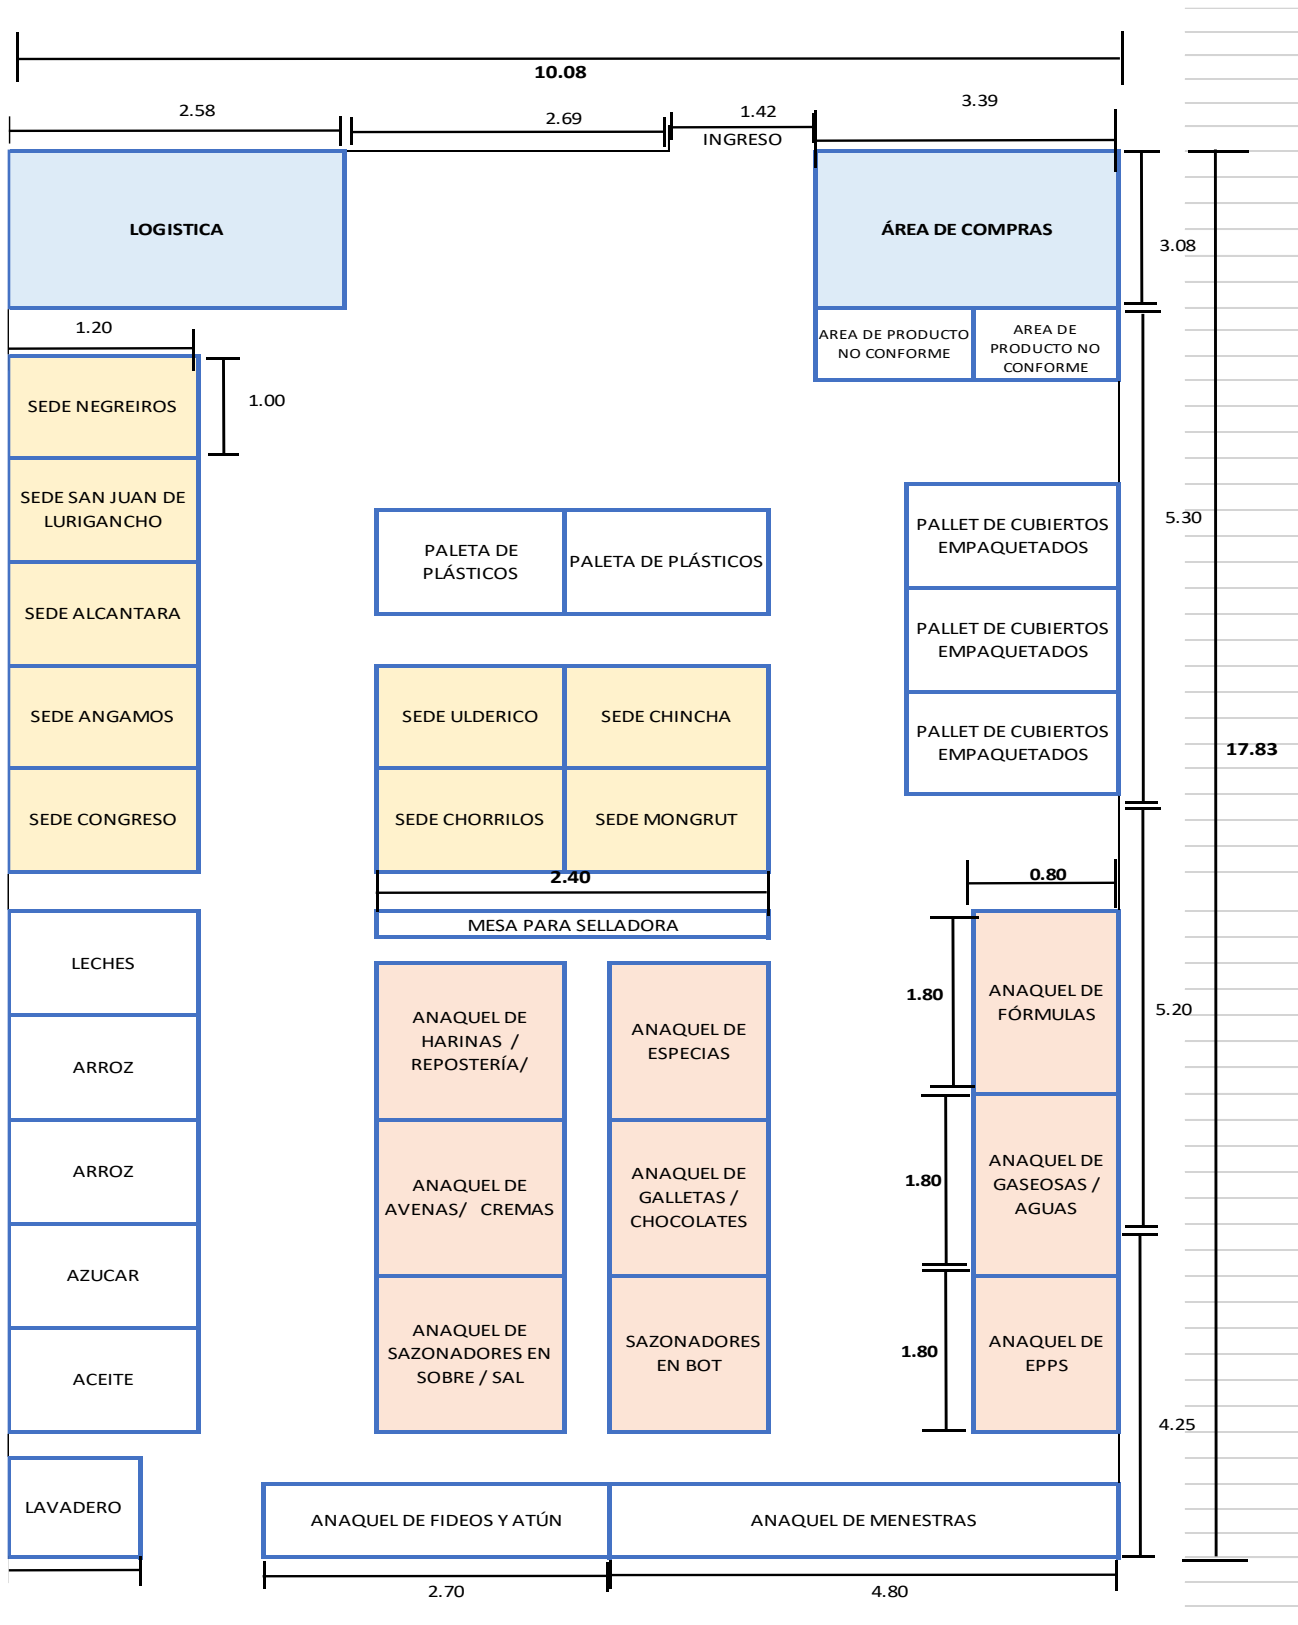 10.08
2.58
2.69
1.42
3.39
INGRESO
LOGISTICA
ÁREA DE COMPRAS
3.08
1.20
AREA DE PRODUCTO
NO CONFORME
AREA DE
PRODUCTO NO
CONFORME
SEDE NEGREIROS
1.00
SEDE SAN JUAN DE
LURIGANCHO
PALETA DE
PLÁSTICOS
PALETA DE PLÁSTICOS
PALLET DE CUBIERTOS
EMPAQUETADOS
5.30
SEDE ALCANTARA
PALLET DE CUBIERTOS
EMPAQUETADOS
SEDE ANGAMOS
SEDE ULDERICO
SEDE CHINCHA
PALLET DE CUBIERTOS
EMPAQUETADOS
17.83
SEDE CONGRESO
SEDE CHORRILOS
SEDE MONGRUT
2.40
0.80
MESA PARA SELLADORA
LECHES
ANAQUEL DE
HARINAS /
REPOSTERÍA/
ANAQUEL DE
ESPECIAS
1.80
ANAQUEL DE
FÓRMULAS
5.20
ARROZ
ARROZ
ANAQUEL DE
AVENAS/ CREMAS
ANAQUEL DE
GALLETAS /
CHOCOLATES
1.80
ANAQUEL DE
GASEOSAS /
AGUAS
AZUCAR
ANAQUEL DE
SAZONADORES EN
SOBRE / SAL
SAZONADORES
EN BOT
1.80
ANAQUEL DE
EPPS
ACEITE
4.25
LAVADERO
ANAQUEL DE FIDEOS Y ATÚN
ANAQUEL DE MENESTRAS
2.70
4.80